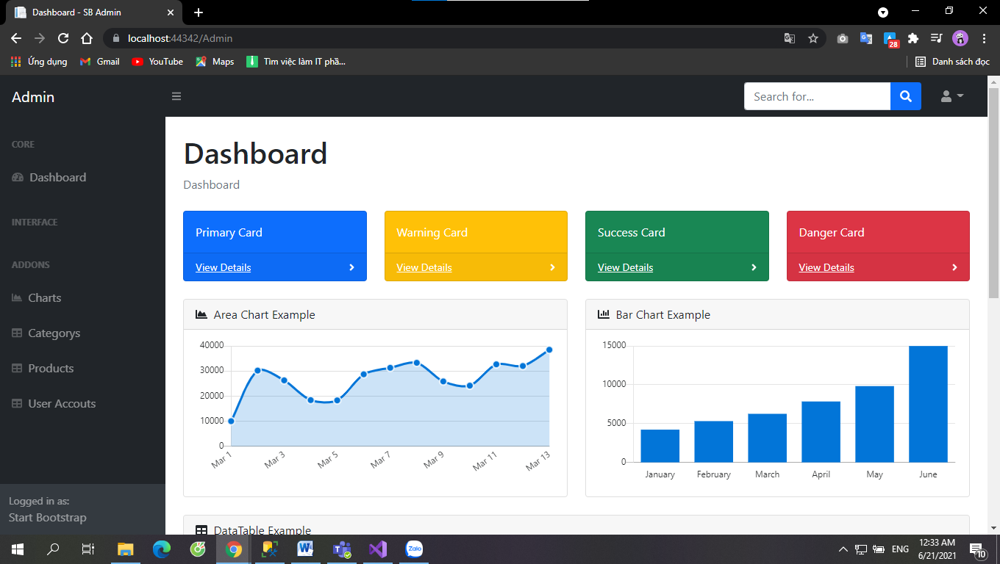 Dashboard - SB Admin
localhost:44342/Admin
28
Ứng dụng
Gmail
YouTube
Maps
Tìm việc làm IT phầ...
Danh sách đọc
Admin
Search for...
CORE
Dashboard
INTERFACE
ADDONS
Charts
Categorys
Products
User Accouts
Logged in as:
Start Bootstrap
Dashboard
Dashboard
Primary Card
View Details
Warning Card
View Details
Success Card
View Details
Danger Card
View Details
Area Chart Example
40000
30000
20000
10000
0
Mar 1
Mar 3
Mar 5
Mar 7
Mar 9
Mar 11
Mar 13
Bar Chart Example
15000
10000
5000
0
January
February
March
April
May
June
DataTable Example
Zalo
ENG
12:33 AM
6/21/2021
10